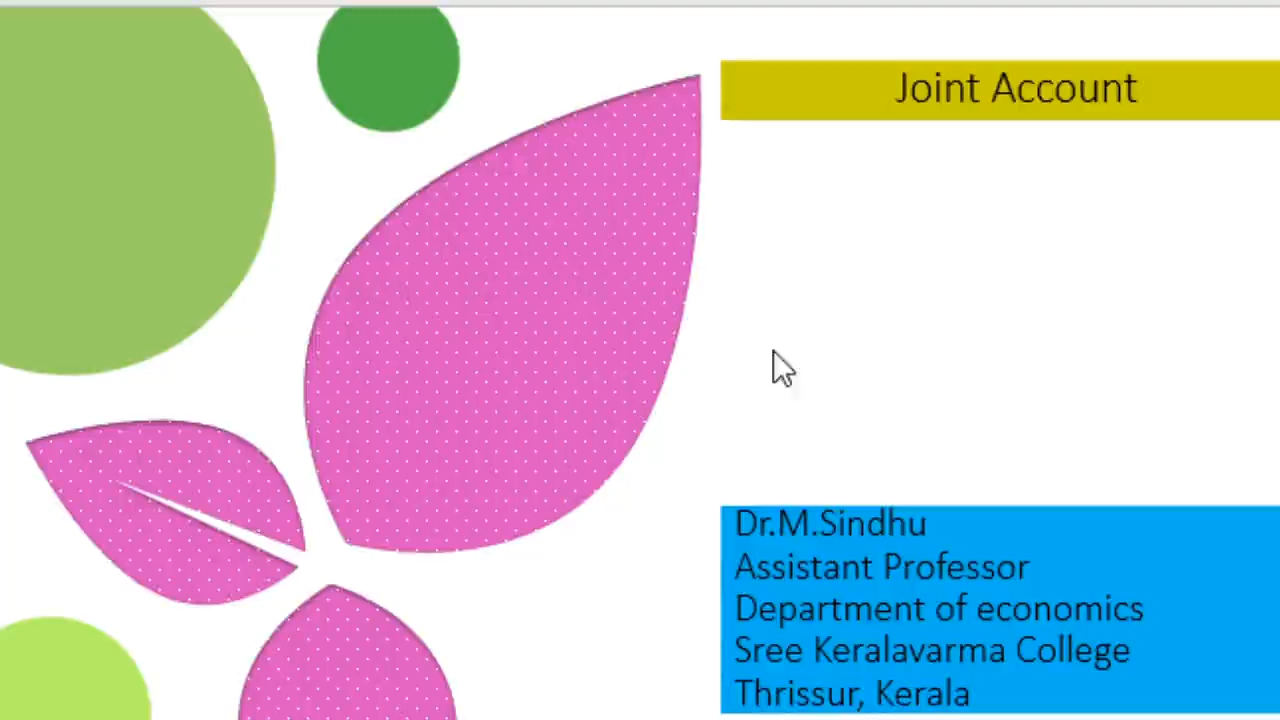 Joint Account
Dr.M.Sindhu
Assistant Professor
Department of economics
Sree Keralavarma College
Thrissur, Kerala